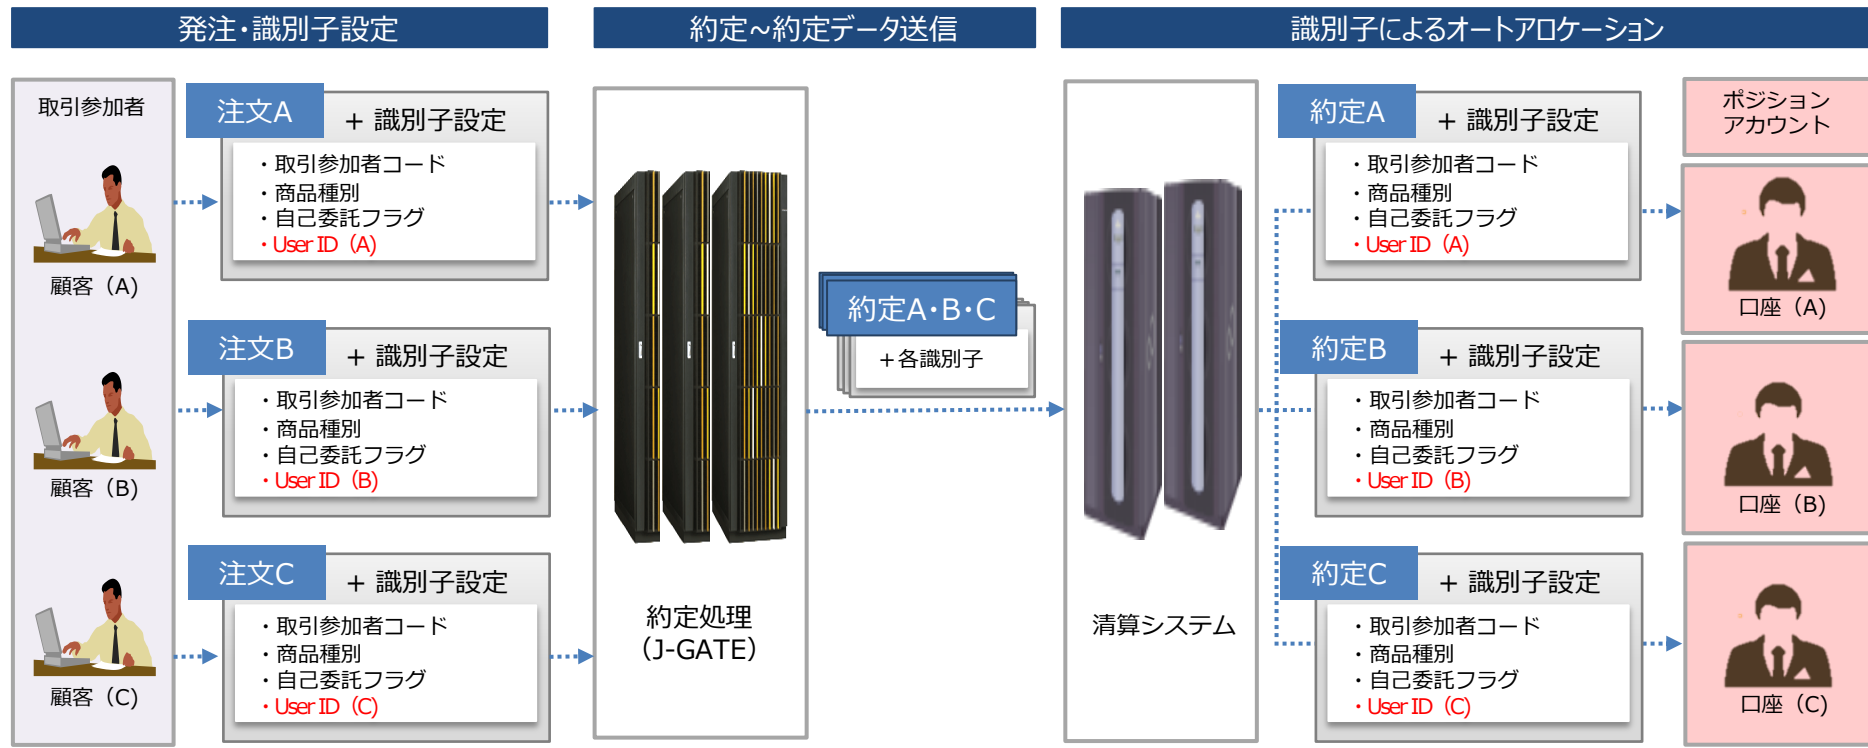 発注・識別子設定
約定~約定データ送信
識別子によるオートアロケーション
取引参加者
顧客（A)
顧客（B)
顧客（C)
注文A
+ 識別子設定
・取引参加者コード
・商品種別
・自己委託フラグ
・User ID（A)
注文B
+ 識別子設定
・取引参加者コード
・商品種別
・自己委託フラグ
・User ID（B)
注文C
+ 識別子設定
・取引参加者コード
・商品種別
・自己委託フラグ
・User ID（C)
約定処理
（J-GATE）
約定A・B・C
+各識別子
清算システム
約定A
+ 識別子設定
・取引参加者コード
・商品種別
・自己委託フラグ
・User ID（A)
約定B
+ 識別子設定
・取引参加者コード
・商品種別
・自己委託フラグ
・User ID（B)
約定C
+ 識別子設定
・取引参加者コード
・商品種別
・自己委託フラグ
・User ID（C)
ポジション
アカウント
口座（A)
口座（B)
口座（C)